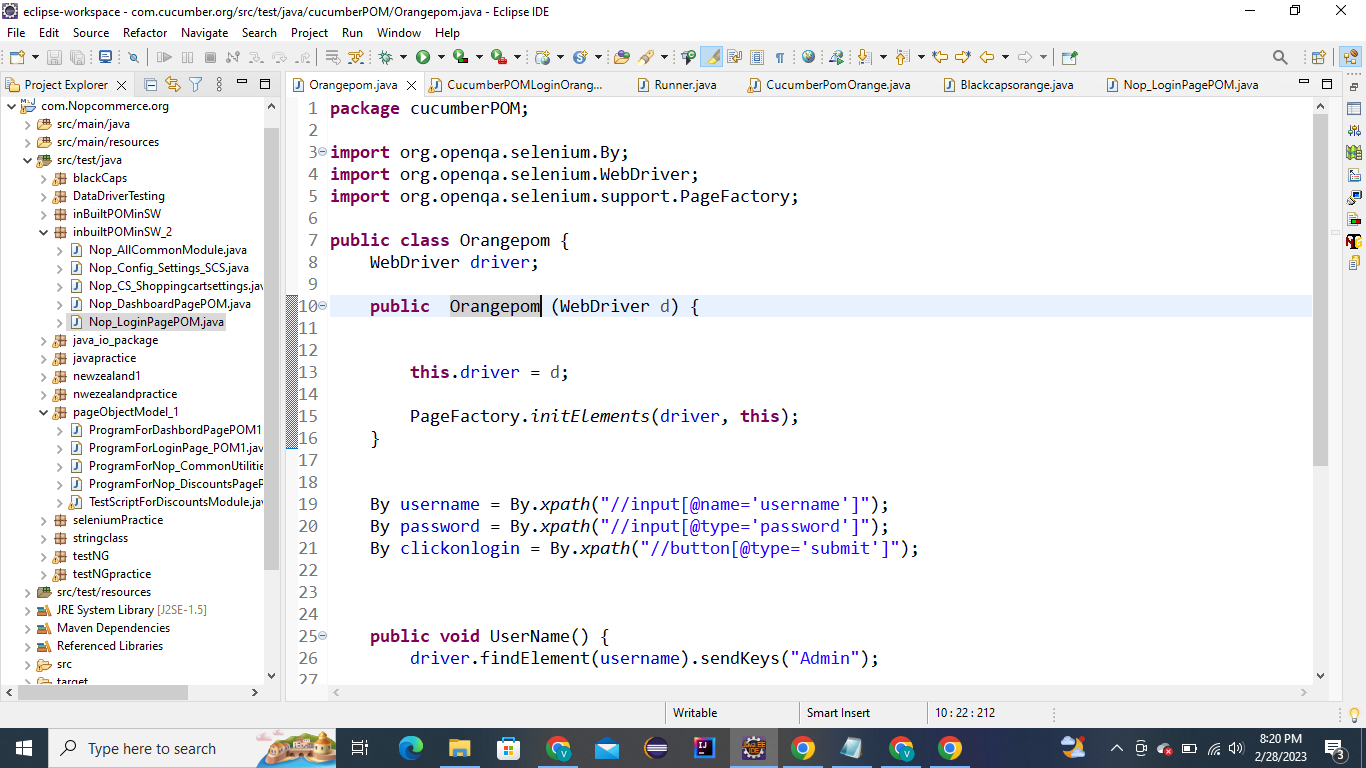 eclipse-workspace - com.cucumber.org/src/test/java/cucumberPOM/Orangepom.java - Eclipse IDE
File Edit Source Refactor Navigate Search Project Run Window Help
Project Explorer
com.Nopcommerce.org
src/main/java
src/main/resources
src/test/java
blackCaps
DataDriverTesting
inBuiltPOMinSW
inbuiltPOMinSW_2
Nop_AllCommonModule.java
Nop_Config_Settings_SCS.java
Nop_CS_Shoppingcartsettings.jav
Nop_DashboardPagePOM.java
Nop_LoginPagePOM.java
java_io_package
javapractice
newzealand1
nwezealandpractice
pageObjectModel_1
ProgramForDashbordPagePOM1
ProgramForLoginPage_POM1.jav
ProgramForNop_CommonUtilitie
ProgramForNop_DiscountsPageP
TestScriptForDiscountsModule.jav
seleniumPractice
stringclass
testNG
testNGpractice
src/test/resources
JRE System Library [J2SE-1.5]
Maven Dependencies
Referenced Libraries
src
target
Orangepom.java CucumberPOMLoginOrang... Runner.java CucumberPomOrange.java Blackcapsorange.java Nop_LoginPagePOM.java
1 package cucumberPOM;
2
3 import org.openqa.selenium.By;
4 import org.openqa.selenium.WebDriver;
5 import org.openqa.selenium.support.PageFactory;
6
7 public class Orangepom {
8 WebDriver driver;
9
10 public Orangepom (WebDriver d) {
11
12
13 this.driver = d;
14
15 PageFactory.initElements(driver, this);
16 }
17
18
19 By username = By.xpath("//input[@name='username']");
20 By password = By.xpath("//input[@type='password']");
21 By clickonlogin = By.xpath("//button[@type='submit']");
22
23
24
25 public void UserName() {
26 driver.findElement(username).sendKeys("Admin");
27
Writable Smart Insert 10 : 22 : 212
Type here to search
8:20 PM
2/28/2023
3